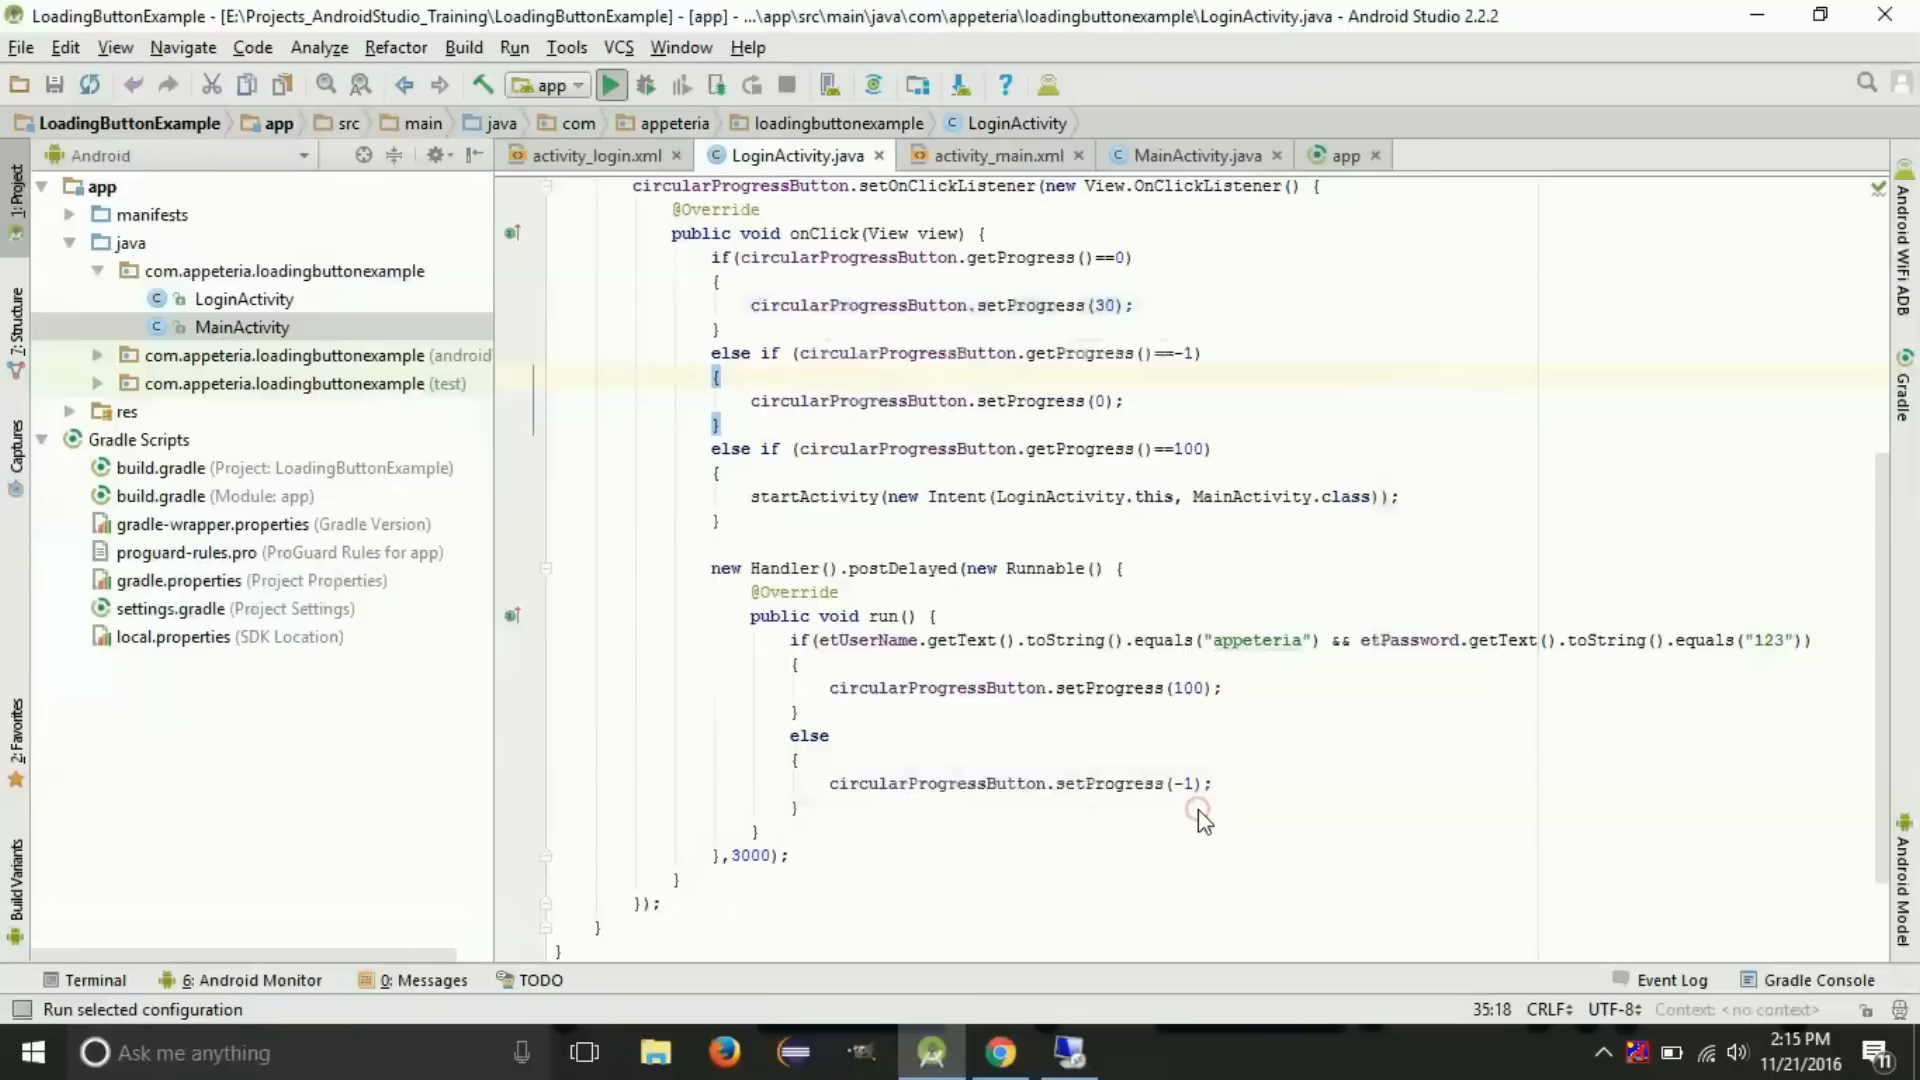 LoadingButtonExample - [E:\Projects_AndroidStudio_Training\LoadingButtonExample] - [app] - ...\app\src\main\java\com\appeteria\loadingbuttonexample\LoginActivity.java - Android Studio 2.2.2
File Edit View Navigate Code Analyze Refactor Build Run Tools VCS Window Help
app
LoadingButtonExample app src main java com appeteria loadingbuttonexample LoginActivity
Android
activity_login.xml LoginActivity.java activity_main.xml MainActivity.java app
1: Project
7: Structure
Captures
2: Favorites
Build Variants
app
manifests
java
com.appeteria.loadingbuttonexample
LoginActivity
MainActivity
com.appeteria.loadingbuttonexample (android
com.appeteria.loadingbuttonexample (test)
res
Gradle Scripts
build.gradle (Project: LoadingButtonExample)
build.gradle (Module: app)
gradle-wrapper.properties (Gradle Version)
proguard-rules.pro (ProGuard Rules for app)
gradle.properties (Project Properties)
settings.gradle (Project Settings)
local.properties (SDK Location)
circularProgressButton.setOnClickListener(new View.OnClickListener() {
@Override
public void onClick(View view) {
if(circularProgressButton.getProgress()==0)
{
circularProgressButton.setProgress(30);
}
else if (circularProgressButton.getProgress()==-1)
{
circularProgressButton.setProgress(0);
}
else if (circularProgressButton.getProgress()==100)
{
startActivity(new Intent(LoginActivity.this, MainActivity.class));
}
new Handler().postDelayed(new Runnable() {
@Override
public void run() {
if(etUserName.getText().toString().equals("appeteria") && etPassword.getText().toString().equals("123"))
{
circularProgressButton.setProgress(100);
}
else
{
circularProgressButton.setProgress(-1);
}
}
},3000);
}
});
}
}
Android WiFi ADB
Gradle
Android Model
Terminal 6: Android Monitor 0: Messages TODO Event Log Gradle Console
Run selected configuration 35:18 CRLF UTF-8 Context: <no context>
Ask me anything
2:15 PM
11/21/2016
11